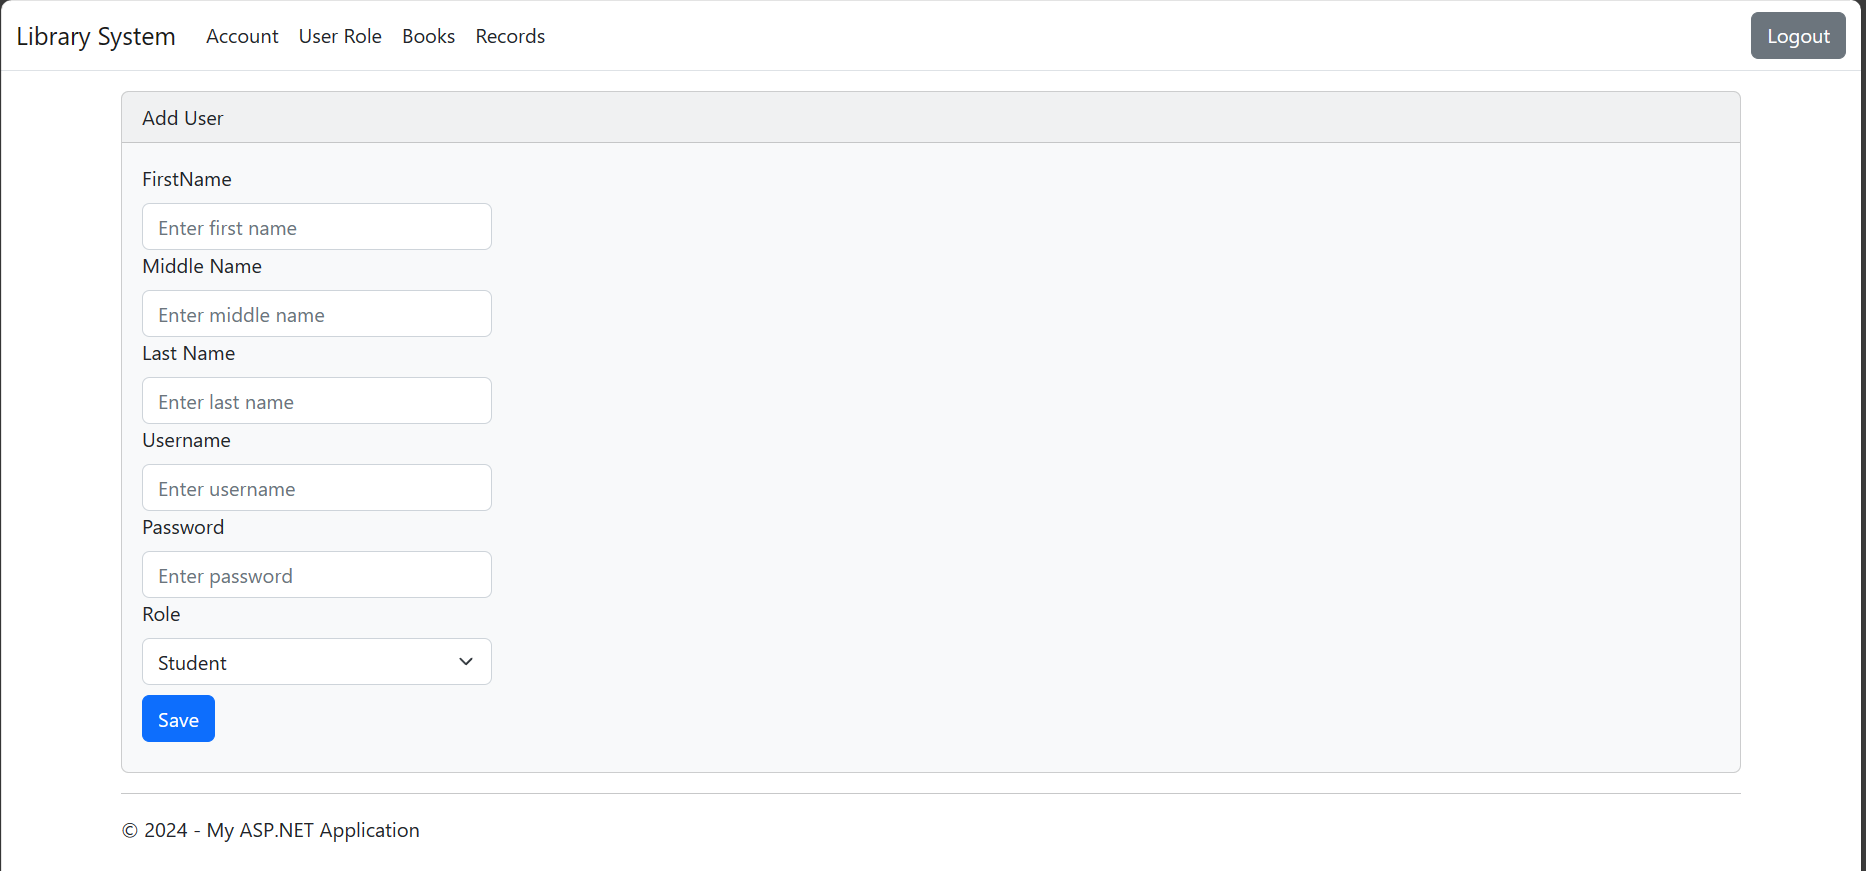 Library System Account User Role Books Records Logout
Add User
FirstName
Enter first name
Middle Name
Enter middle name
Last Name
Enter last name
Username
Enter username
Password
Enter password
Role
Student
Save
© 2024 - My ASP.NET Application